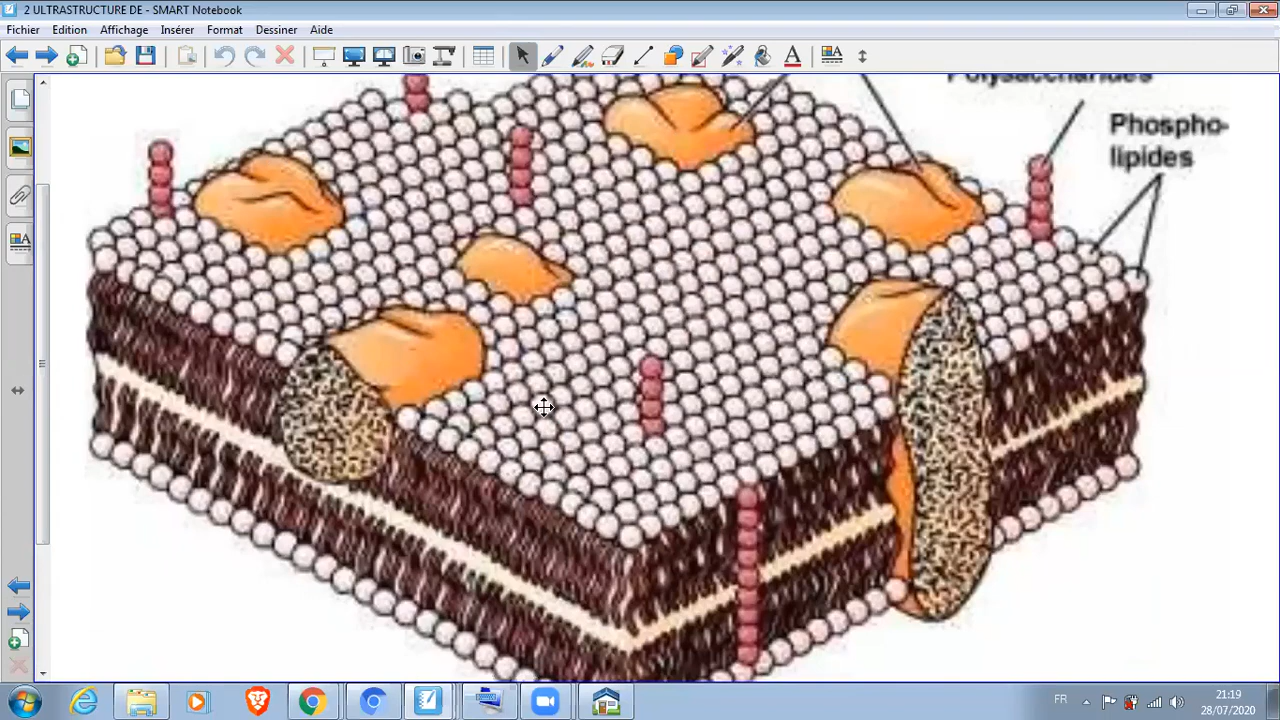 2 ULTRASTRUCTURE DE - SMART Notebook
Fichier Edition Affichage Insérer Format Dessiner Aide
Polysaccharides
Phospho-
lipides
FR
21:19
28/07/2020